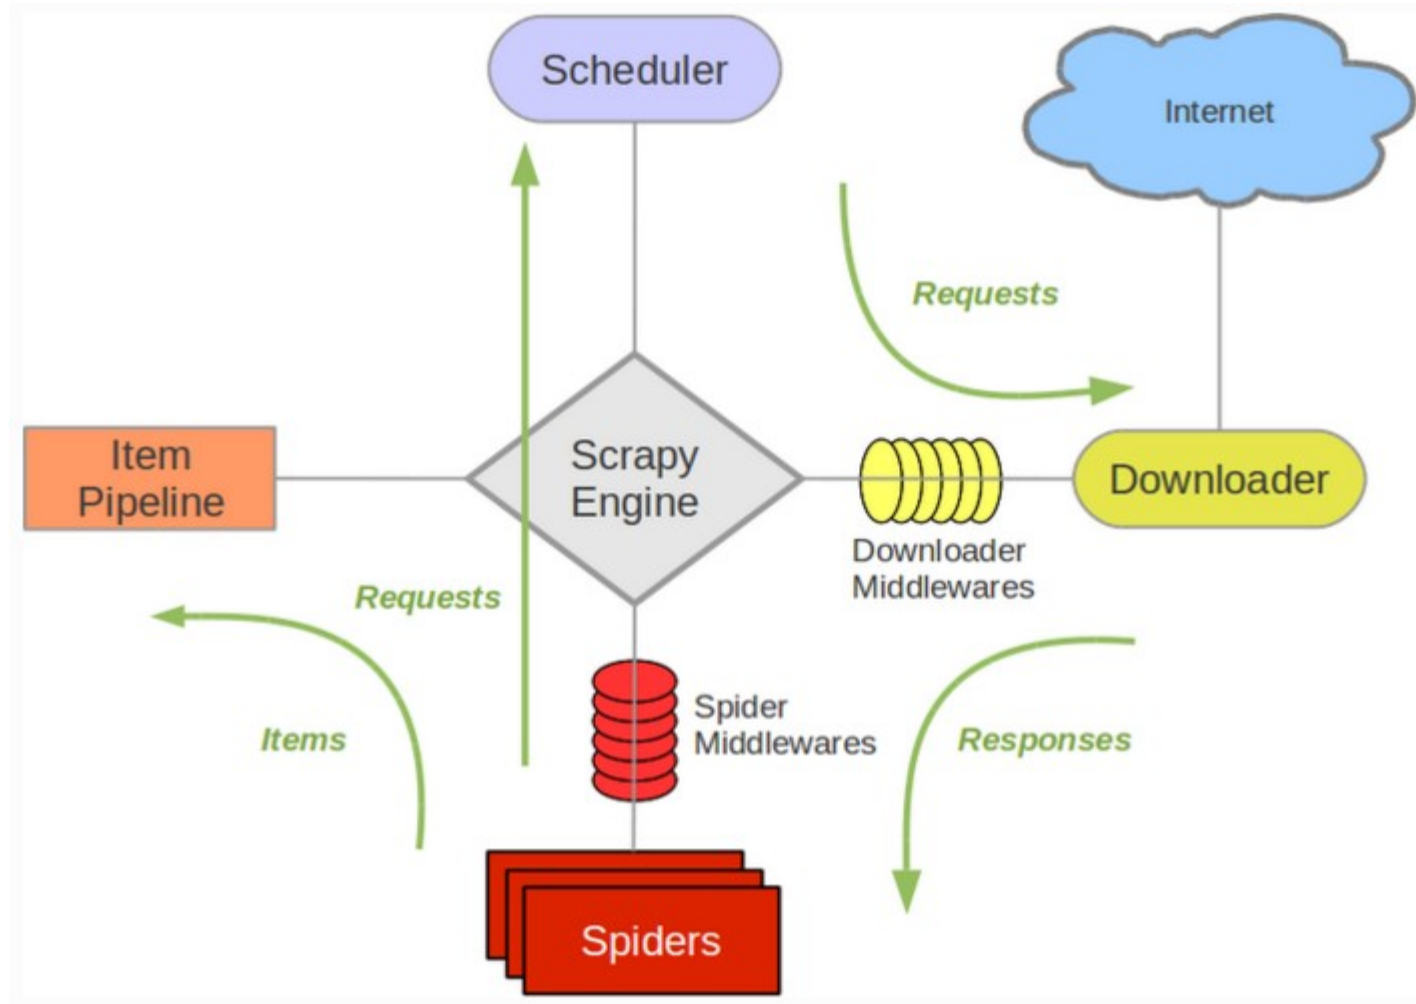 Scheduler
Internet
Requests
Item
Pipeline
Scrapy
Engine
Downloader
Downloader
Middlewares
Requests
Spider
Middlewares
Items
Responses
Spiders